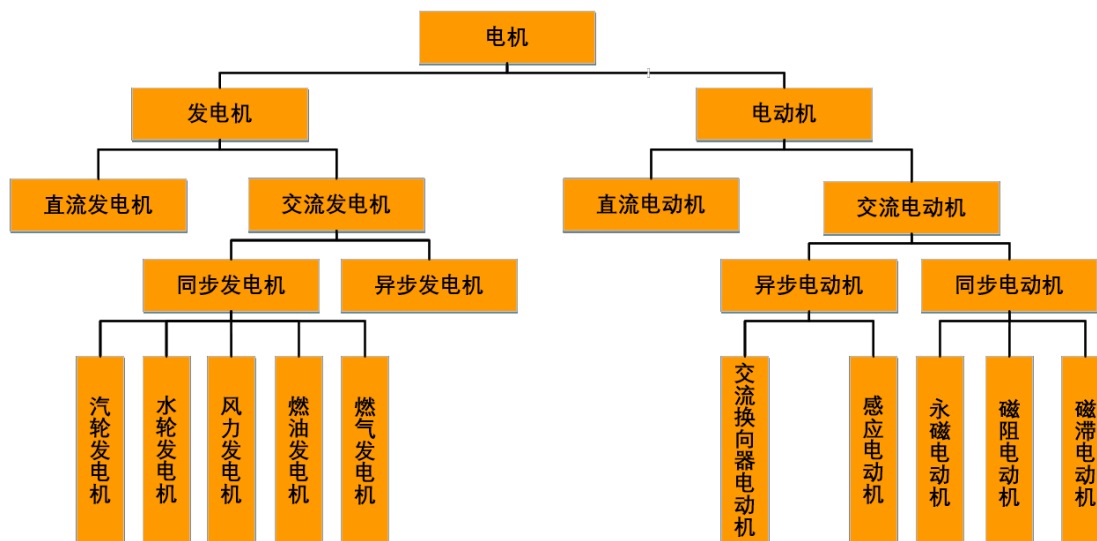 电机
发电机
电动机
直流发电机
交流发电机
直流电动机
交流电动机
同步发电机
异步发电机
异步电动机
同步电动机
汽轮发电机
水轮发电机
风力发电机
燃油发电机
燃气发电机
交流换向器电动机
感应电动机
永磁电动机
磁阻电动机
磁滞电动机